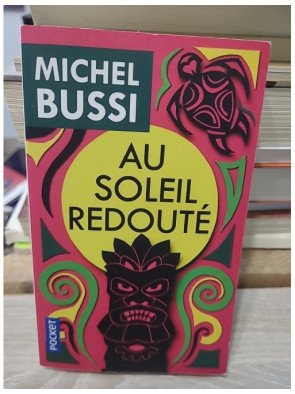 MICHEL
BUSSI
AU
SOLEIL
REDOUTÉ
POCKET